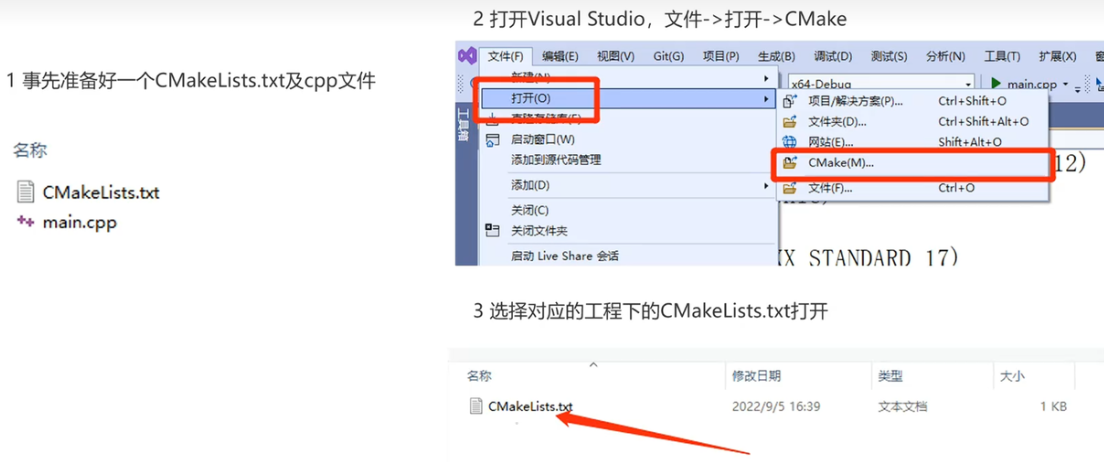 2 打开Visual Studio，文件->打开->CMake
1 事先准备好一个CMakeLists.txt及cpp文件
名称
CMakeLists.txt
main.cpp
文件(F) 编辑(E) 视图(V) Git(G) 项目(P) 生成(B) 调试(D) 测试(S) 分析(N) 工具(T) 扩展(X)
新建(N)
x64-Debug
main.cpp
打开(O)
项目/解决方案(P)... Ctrl+Shift+O
工具箱
克隆存储库(E)...
文件夹(D)... Ctrl+Shift+Alt+O
启动窗口(W)
网站(E)... Shift+Alt+O
添加到源代码管理
CMake(M)...
12)
添加(D)
文件(F)... Ctrl+O
关闭(C)
关闭文件夹
启动 Live Share 会话
STANDARD 17)
3 选择对应的工程下的CMakeLists.txt打开
名称 修改日期 类型 大小
CMakeLists.txt 2022/9/5 16:39 文本文档 1 KB